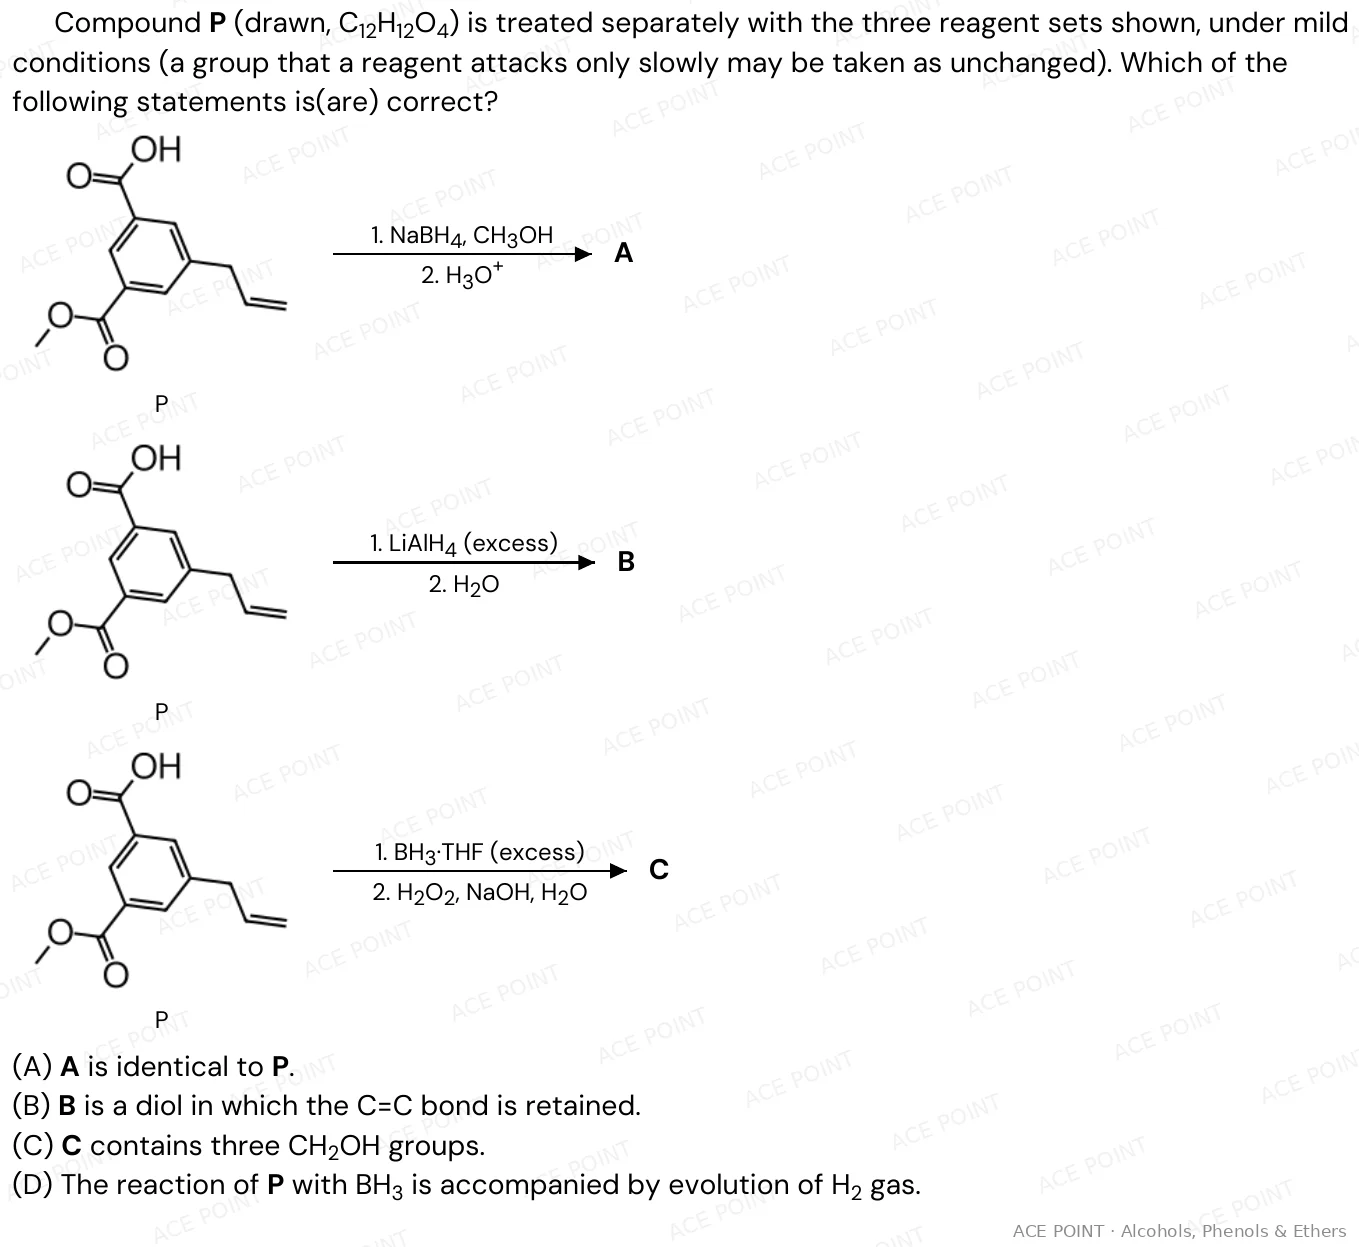 Compound P (drawn, C₁₂H₁₂O₄) is treated separately with the three reagent sets shown, under mild
conditions (a group that a reagent attacks only slowly may be taken as unchanged). Which of the
following statements is(are) correct?
OH
O
O
O
P
1. NaBH₄, CH₃OH
2. H₃O⁺
A
OH
O
O
O
P
1. LiAlH₄ (excess)
2. H₂O
B
OH
O
O
O
P
1. BH₃·THF (excess)
2. H₂O₂, NaOH, H₂O
C
(A) A is identical to P.
(B) B is a diol in which the C=C bond is retained.
(C) C contains three CH₂OH groups.
(D) The reaction of P with BH₃ is accompanied by evolution of H₂ gas.
ACE POINT · Alcohols, Phenols & Ethers
ACE POINT